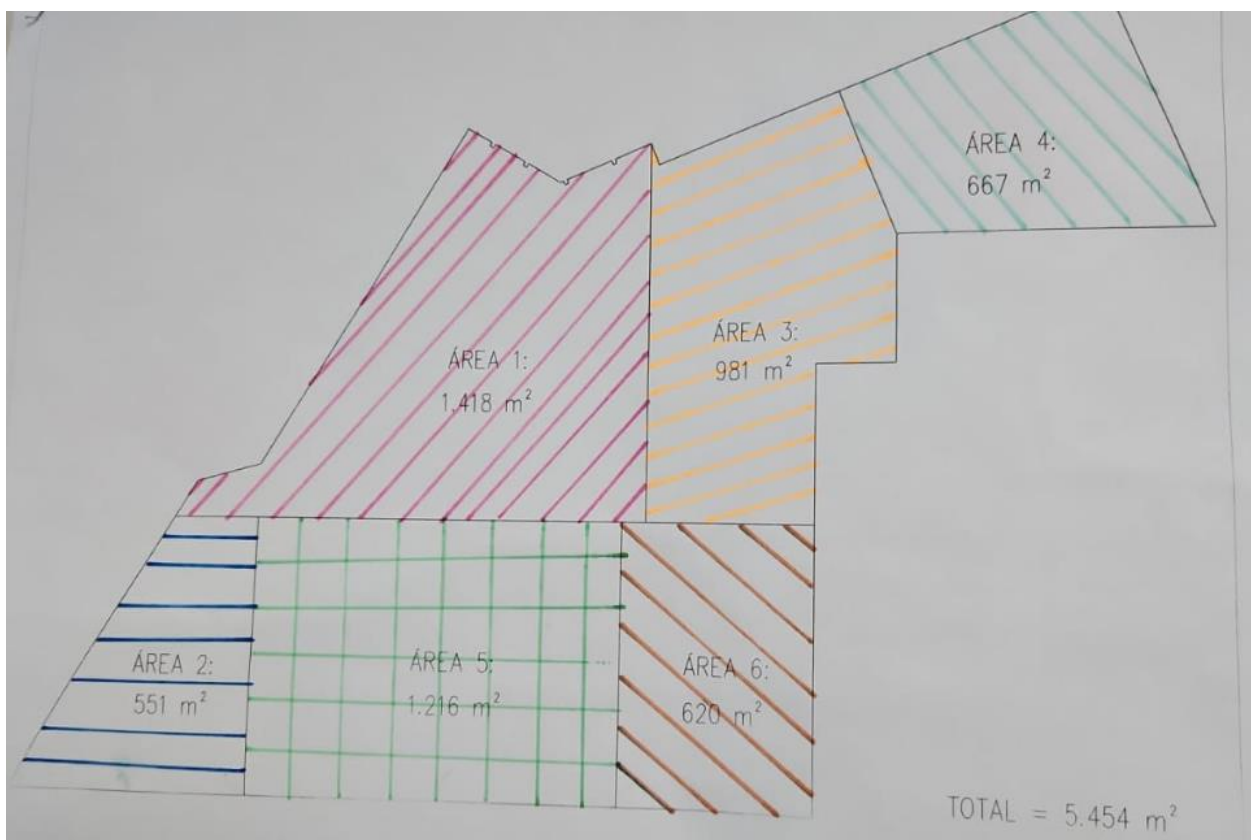 ÁREA 4:
667 m²
ÁREA 3:
981 m²
ÁREA 1:
1.418 m²
ÁREA 2:
551 m²
ÁREA 5:
1.216 m²
ÁREA 6:
620 m²
TOTAL = 5.454 m²